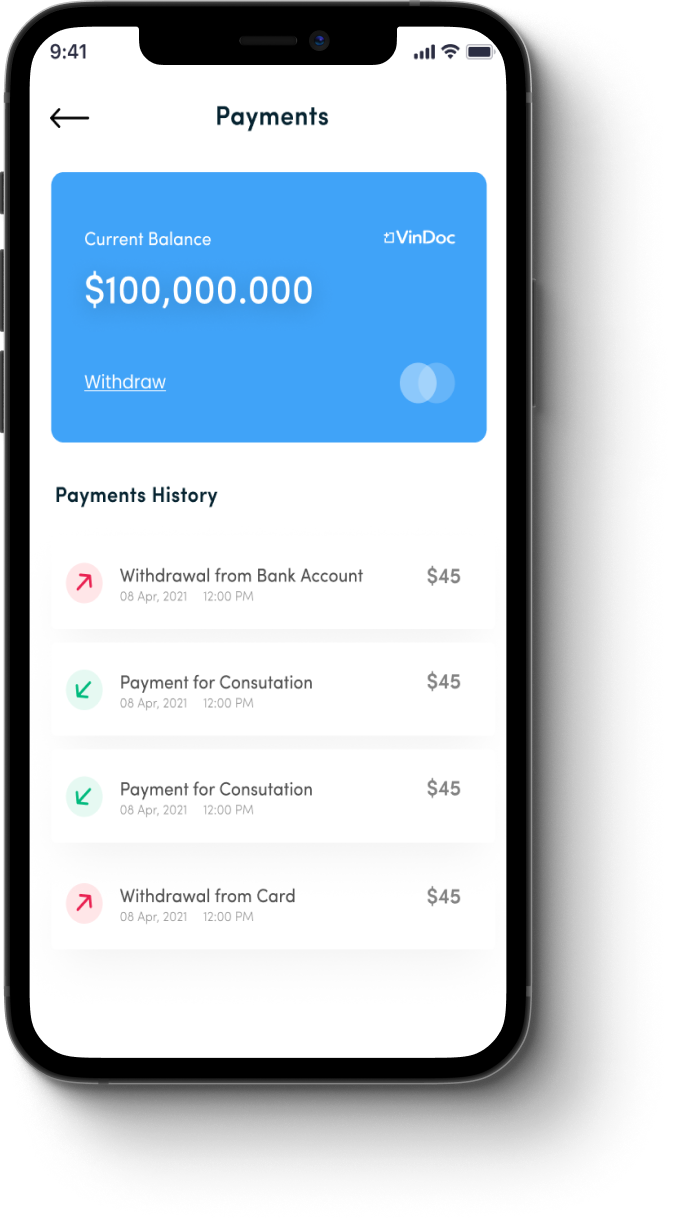 9:41
Payments
Current Balance
VinDoc
$100,000.000
Withdraw
Payments History
Withdrawal from Bank Account
$45
08 Apr, 2021 12:00 PM
Payment for Consutation
$45
08 Apr, 2021 12:00 PM
Payment for Consutation
$45
08 Apr, 2021 12:00 PM
Withdrawal from Card
$45
08 Apr, 2021 12:00 PM